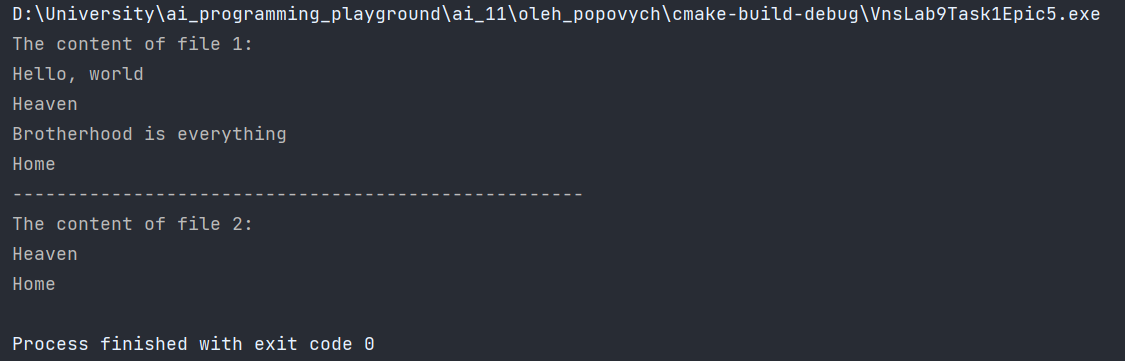 D:\University\ai_programming_playground\ai_11\oleh_popovych\cmake-build-debug\VnsLab9Task1Epic5.exe
The content of file 1:
Hello, world
Heaven
Brotherhood is everything
Home
----------------------------------------------------
The content of file 2:
Heaven
Home
Process finished with exit code 0